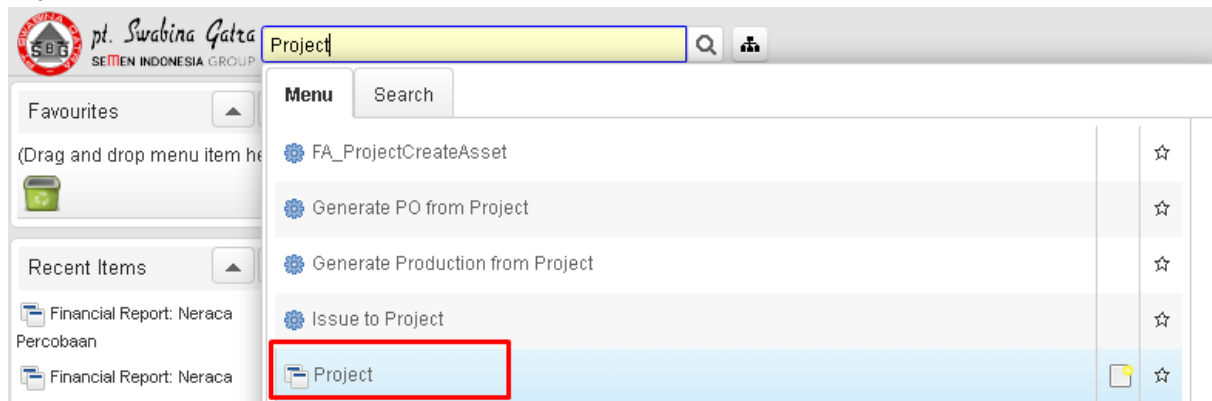 SBG
pt. Swabina Gatra
SEMEN INDONESIA GROUP
Project
Menu Search
Favourites
(Drag and drop menu item he
FA_ProjectCreateAsset
Generate PO from Project
Recent Items
Generate Production from Project
Financial Report: Neraca
Percobaan
Issue to Project
Financial Report: Neraca
Project